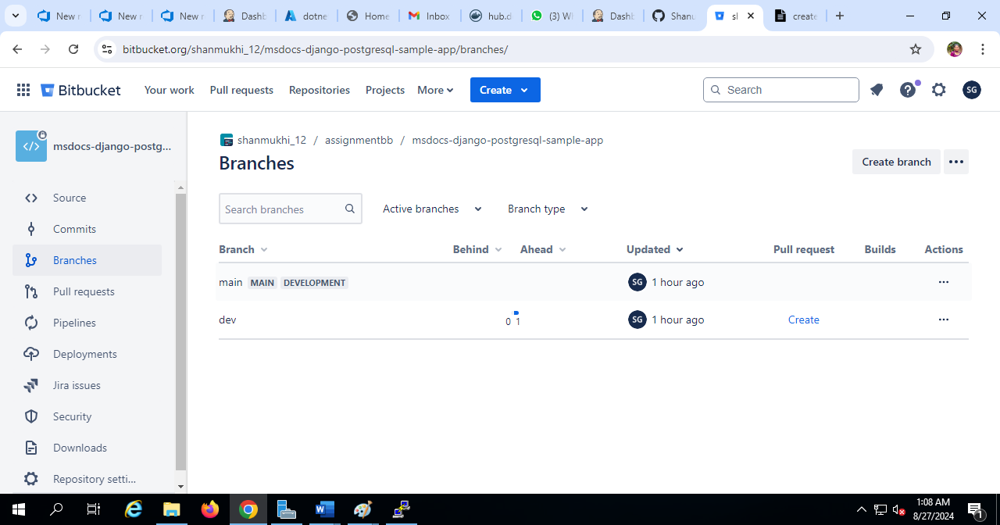 New r
New r
New r
Dashb
dotne
Home
Inbox
hub.d
(3) Wh
Dashb
Shanu
sl
create
bitbucket.org/shanmukhi_12/msdocs-django-postgresql-sample-app/branches/
Bitbucket
Your work
Pull requests
Repositories
Projects
More
Create
Search
SG
msdocs-django-postg...
shanmukhi_12 / assignmentbb / msdocs-django-postgresql-sample-app
Branches
Create branch
Source
Commits
Branches
Pull requests
Pipelines
Deployments
Jira issues
Security
Downloads
Repository setti...
Search branches
Active branches
Branch type
Branch Behind Ahead Updated Pull request Builds Actions
main MAIN DEVELOPMENT SG 1 hour ago
dev 0 1 SG 1 hour ago Create
1:08 AM
8/27/2024
1